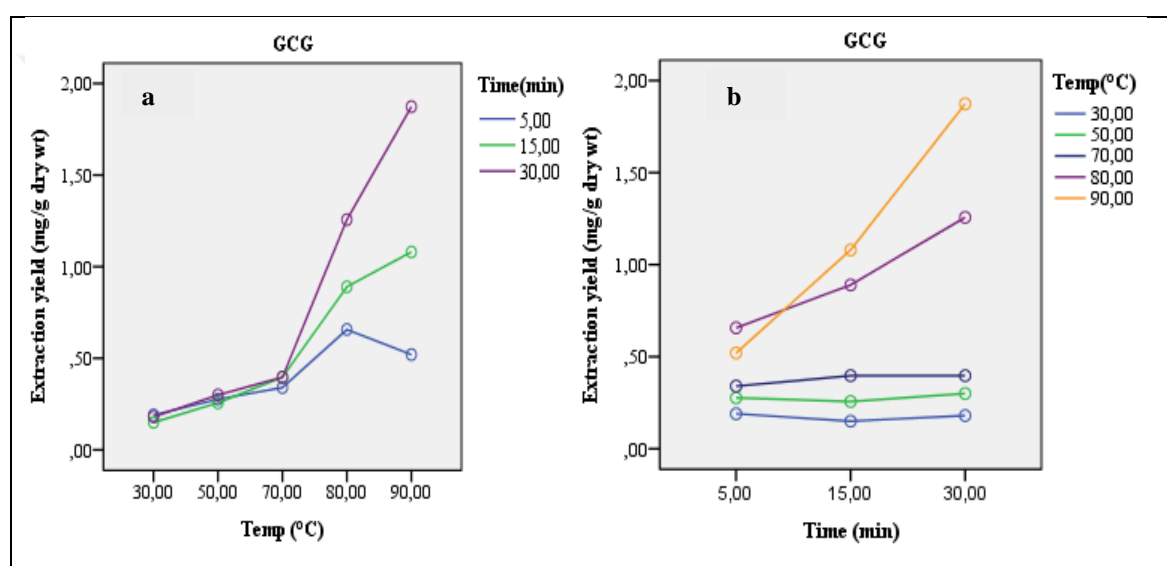 GCG
a
Time(min)
5,00
15,00
30,00
2,00
1,50
1,00
,50
,00
Extraction yield (mg/g dry wt)
30,00 50,00 70,00 80,00 90,00
Temp (°C)
GCG
b
Temp(°C)
30,00
50,00
70,00
80,00
90,00
2,00
1,50
1,00
,50
,00
Extraction yield (mg/g dry wt)
5,00 15,00 30,00
Time (min)